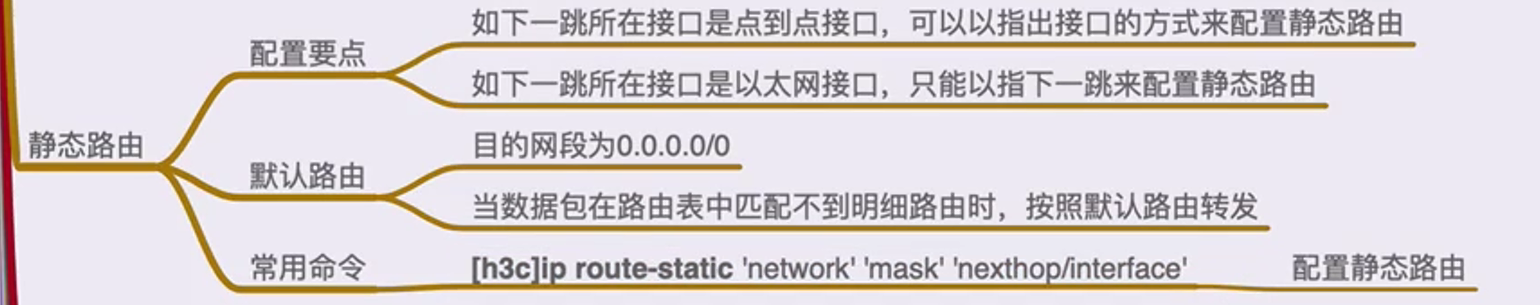 如下一跳所在接口是点到点接口，可以以指出接口的方式来配置静态路由
配置要点
如下一跳所在接口是以太网接口，只能以指下一跳来配置静态路由
静态路由
目的网段为0.0.0.0/0
默认路由
当数据包在路由表中匹配不到明细路由时，按照默认路由转发
常用命令
[h3c]ip route-static 'network' 'mask' 'nexthop/interface'
配置静态路由